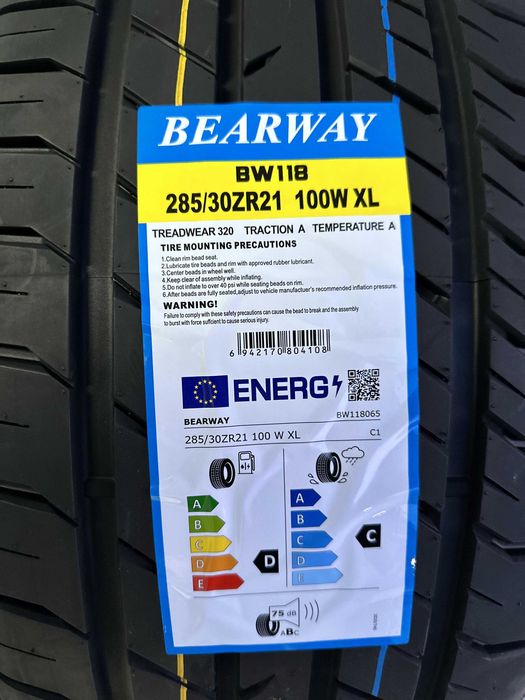 BEARWAY
BW118
285/30ZR21 100W XL
TREADWEAR 320 TRACTION A TEMPERATURE A
TIRE MOUNTING PRECAUTIONS
1.Clean rim bead seat.
2.Lubricate tire beads and rim with approved rubber lubricant.
3.Center beads in wheel well.
4.Keep clear of assembly while inflating.
5.Do not inflate to over 40 psi while seating beads on rim.
6.After beads are fully seated,adjust to vehicle manufactuer's recommended inflation pressure.
WARNING!
Failure to comply with these safety precautions can cause the bead to break and the assembly
to burst with force sufficient to cause serious injury.
6 942170 804108
ENERG
BEARWAY BW118065
285/30ZR21 100 W XL C1
A A
B B
C C C
D D D
E E
75 dB
ABC